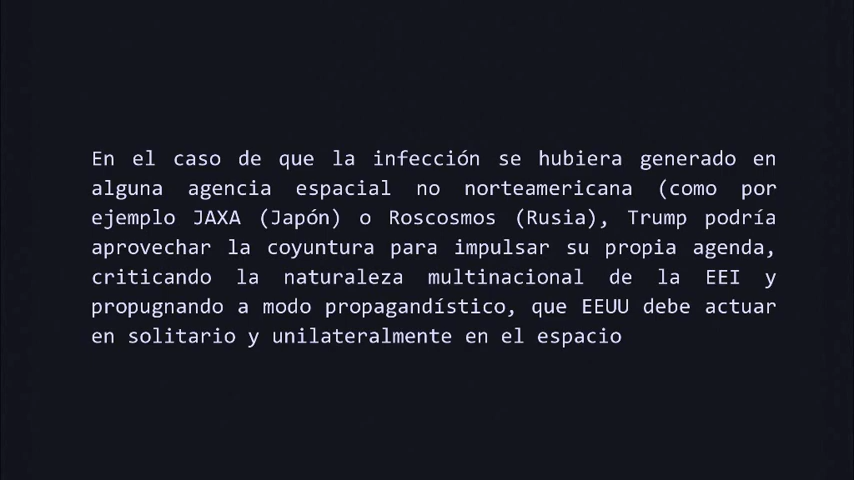 En el caso de que la infección se hubiera generado en
alguna agencia espacial no norteamericana (como por
ejemplo JAXA (Japón) o Roscosmos (Rusia), Trump podría
aprovechar la coyuntura para impulsar su propia agenda,
criticando la naturaleza multinacional de la EEI y
propugnando a modo propagandístico, que EEUU debe actuar
en solitario y unilateralmente en el espacio